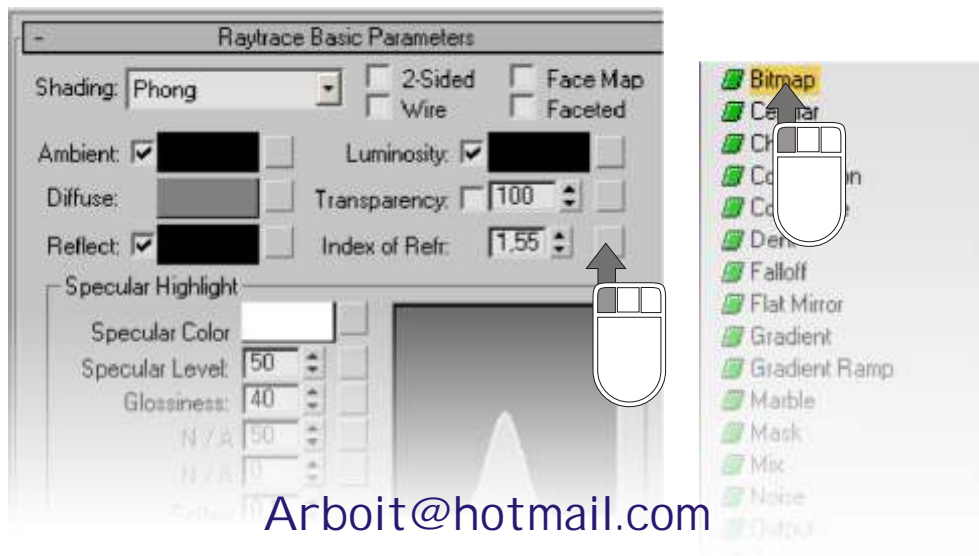 - Raytrace Basic Parameters
Shading: Phong 2-Sided Face Map
Wire Faceted
Ambient: Luminosity:
Diffuse: Transparency: 100
Reflect: Index of Refr: 1,55
Specular Highlight
Specular Color
Specular Level: 50
Glossiness: 40
N / A 50
N / A 0
Bitmap
Falloff
Flat Mirror
Gradient
Gradient Ramp
Marble
Mask
Mix
Noise
Output
Arboit@hotmail.com